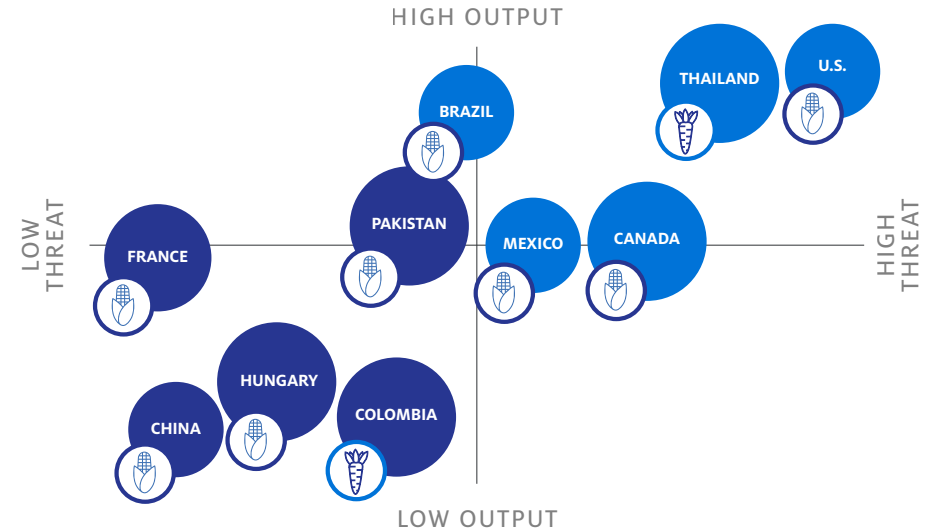 HIGH OUTPUT
THAILAND
U.S.
BRAZIL
PAKISTAN
LOW
THREAT
FRANCE
MEXICO
CANADA
HIGH
THREAT
HUNGARY
COLOMBIA
CHINA
LOW OUTPUT